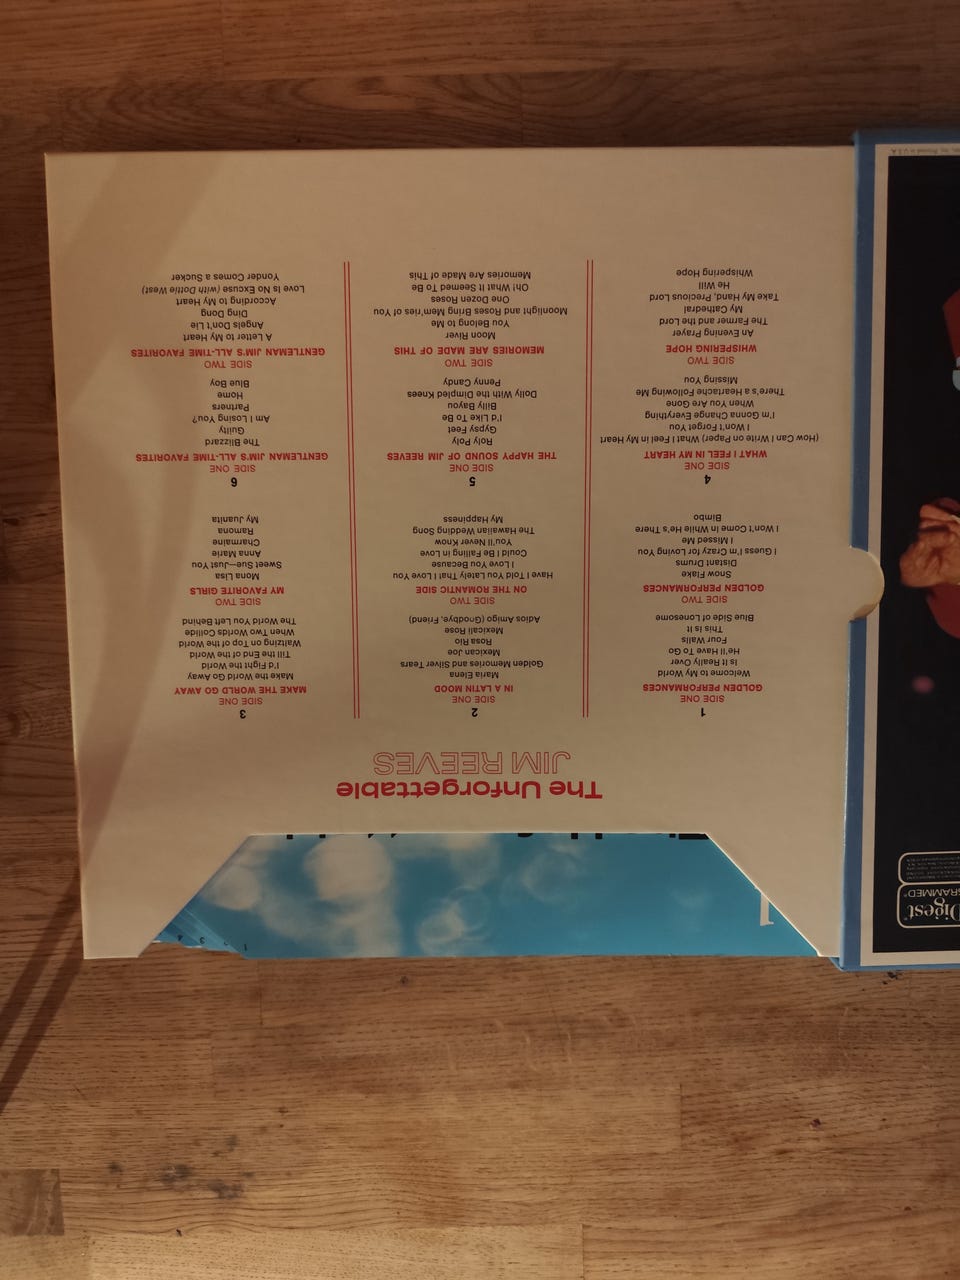 The Unforgettable
JIM REEVES
1
SIDE ONE
GOLDEN PERFORMANCES
Welcome to My World
Is It Really Over
He'll Have To Go
Four Walls
This Is It
Blue Side of Lonesome
SIDE TWO
GOLDEN PERFORMANCES
Snow Flake
Distant Drums
I Guess I'm Crazy for Loving You
I Missed Me
I Won't Come in While He's There
Bimbo
2
SIDE ONE
IN A LATIN MOOD
Maria Elena
Golden Memories and Silver Tears
Mexican Joe
Rosa Rio
Mexicali Rose
Adios Amigo (Goodbye, Friend)
SIDE TWO
ON THE ROMANTIC SIDE
Have I Told You Lately That I Love You
I Love You Because
Could I Be Falling in Love
You'll Never Know
The Hawaiian Wedding Song
My Happiness
3
SIDE ONE
MAKE THE WORLD GO AWAY
Make the World Go Away
I'd Fight the World
Till the End of the World
Waltzing on Top of the World
When Two Worlds Collide
The World You Left Behind
SIDE TWO
MY FAVORITE GIRLS
Mona Lisa
Sweet Sue—Just You
Anna Marie
Charmaine
Ramona
My Juanita
4
SIDE ONE
WHAT I FEEL IN MY HEART
(How Can I Write on Paper) What I Feel in My Heart
I Won't Forget You
I'm Gonna Change Everything
When You Are Gone
There's a Heartache Following Me
Missing You
SIDE TWO
WHISPERING HOPE
An Evening Prayer
The Farmer and the Lord
My Cathedral
Take My Hand, Precious Lord
He Will
Whispering Hope
5
SIDE ONE
THE HAPPY SOUND OF JIM REEVES
Roly Poly
Gypsy Feet
I'd Like To Be
Billy Bayou
Dolly With the Dimpled Knees
Penny Candy
SIDE TWO
MEMORIES ARE MADE OF THIS
Moon River
You Belong to Me
Moonlight and Roses Bring Mem'ries of You
One Dozen Roses
Oh! What It Seemed To Be
Memories Are Made of This
6
SIDE ONE
GENTLEMAN JIM'S ALL-TIME FAVORITES
The Blizzard
Guilty
Am I Losing You?
Partners
Home
Blue Boy
SIDE TWO
GENTLEMAN JIM'S ALL-TIME FAVORITES
A Letter to My Heart
Angels Don't Lie
Ding Dong
According to My Heart
Love Is No Excuse (with Dottie West)
Yonder Comes a Sucker
1
1 2 3 4
Digest®
GRAMMED®
Inc. Printed in U.S.A.